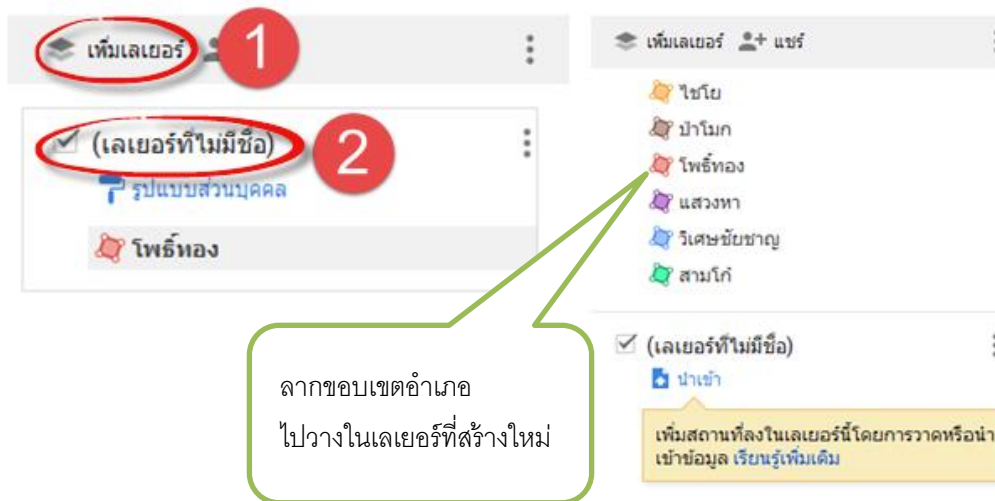 เพิ่มเลเยอร์
1
(เลเยอร์ที่ไม่มีชื่อ)
2
รูปแบบส่วนบุคคล
โพธิ์ทอง
ลากขอบเขตอำเภอ
ไปวางในเลเยอร์ที่สร้างใหม่
เพิ่มเลเยอร์ แชร์
ไชโย
ป่าโมก
โพธิ์ทอง
แสวงหา
วิเศษชัยชาญ
สามโก้
(เลเยอร์ที่ไม่มีชื่อ)
นำเข้า
เพิ่มสถานที่ลงในเลเยอร์นี้โดยการวาดหรือนำ
เข้าข้อมูล เรียนรู้เพิ่มเติม